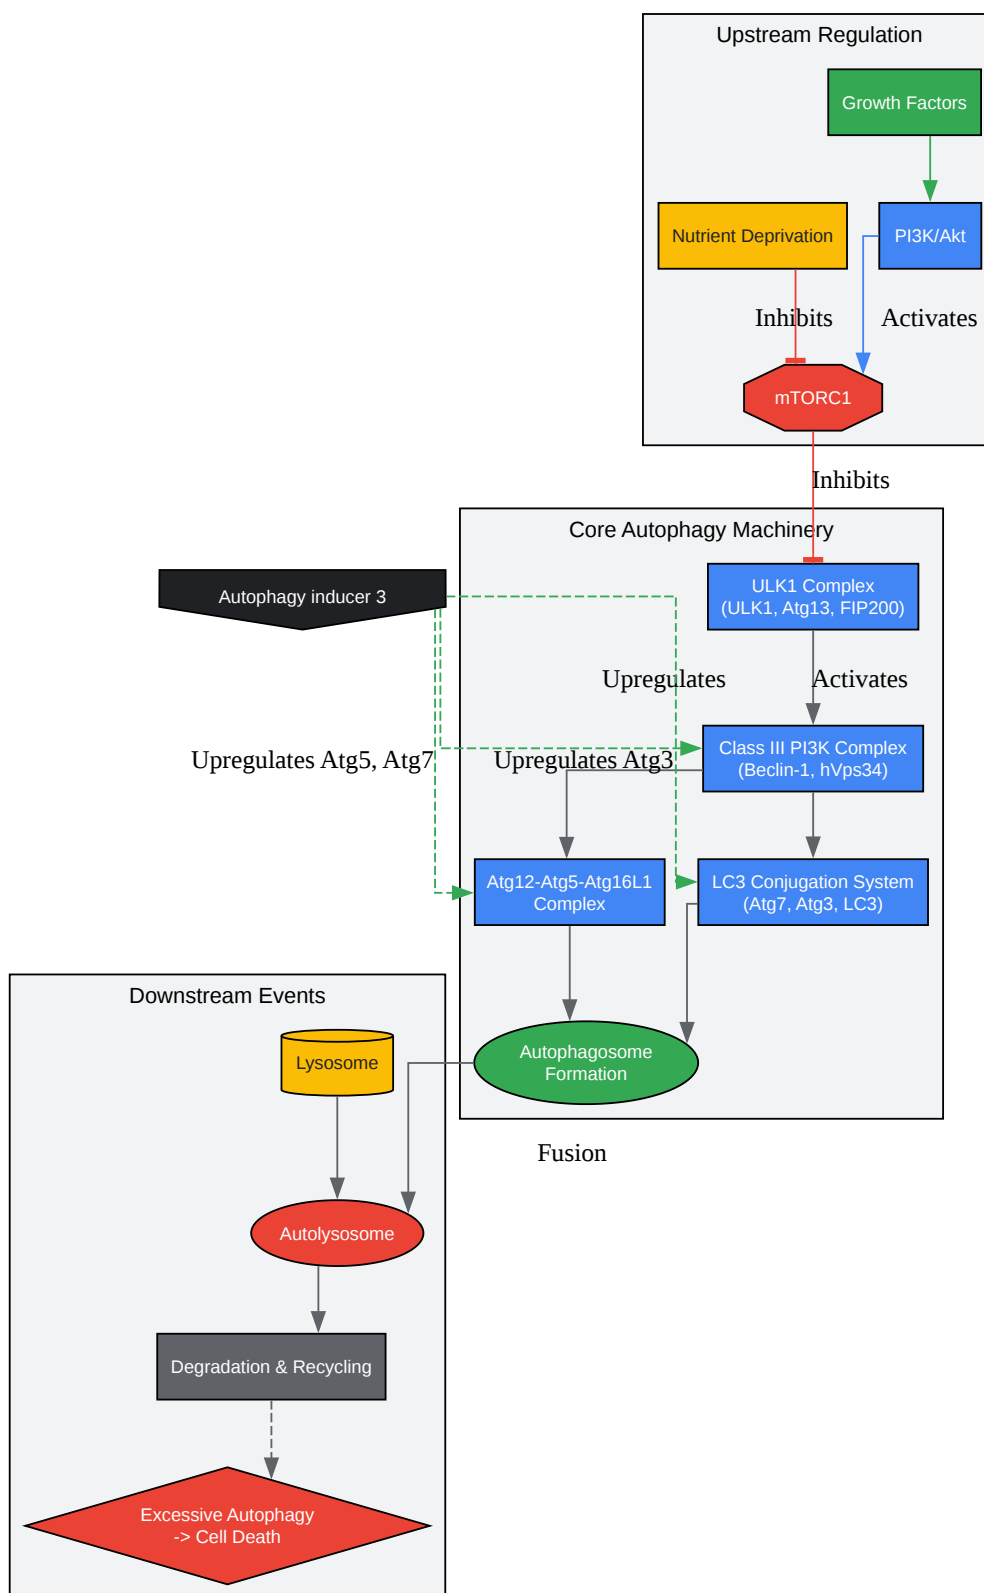 Upstream Regulation
Growth Factors
Nutrient Deprivation
PI3K/Akt
Inhibits
Activates
mTORC1
Inhibits
Core Autophagy Machinery
Autophagy inducer 3
ULK1 Complex
(ULK1, Atg13, FIP200)
Upregulates
Activates
Upregulates Atg5, Atg7
Upregulates Atg3
Class III PI3K Complex
(Beclin-1, hVps34)
Atg12-Atg5-Atg16L1
Complex
LC3 Conjugation System
(Atg7, Atg3, LC3)
Downstream Events
Lysosome
Autophagosome
Formation
Fusion
Autolysosome
Degradation & Recycling
Excessive Autophagy
-> Cell Death